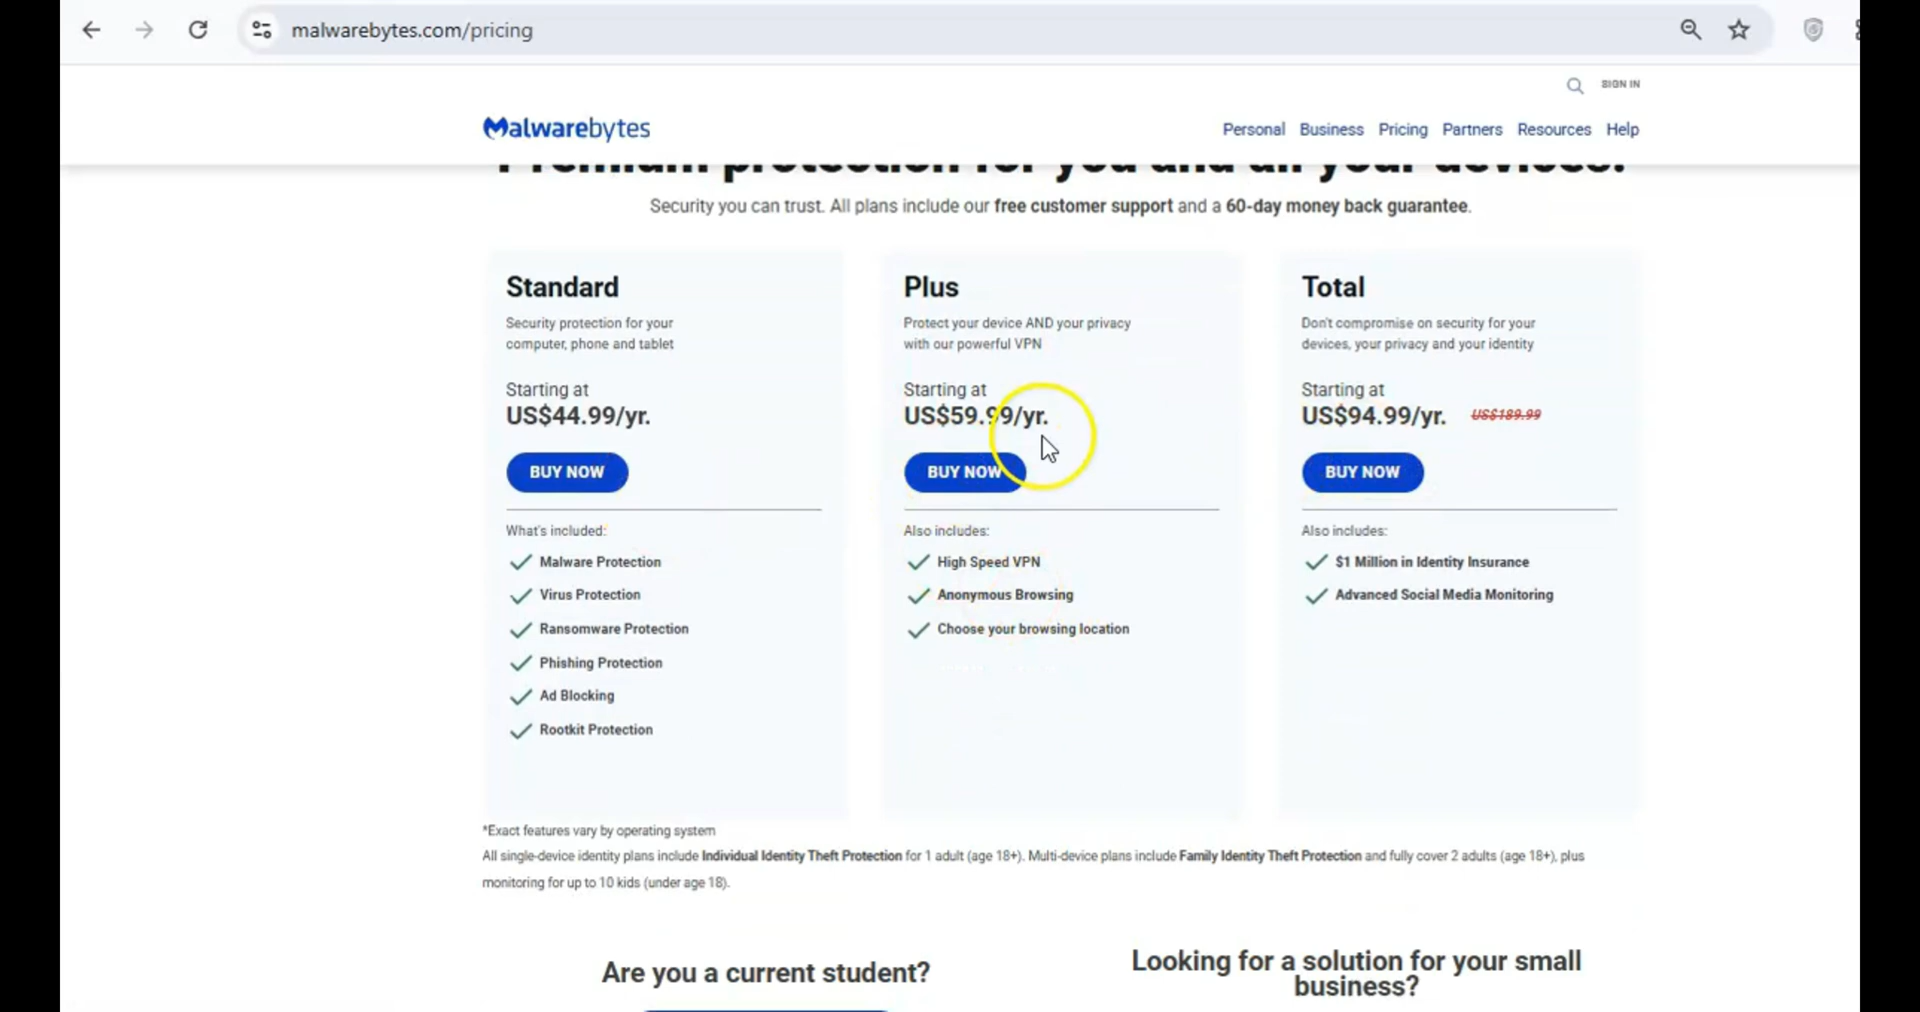 malwarebytes.com/pricing
SIGN IN
Malwarebytes
Personal Business Pricing Partners Resources Help
Premium protection for you and all your devices.
Security you can trust. All plans include our free customer support and a 60-day money back guarantee.
Standard
Security protection for your
computer, phone and tablet
Starting at
US$44.99/yr.
BUY NOW
What's included:
Malware Protection
Virus Protection
Ransomware Protection
Phishing Protection
Ad Blocking
Rootkit Protection
Plus
Protect your device AND your privacy
with our powerful VPN
Starting at
US$59.99/yr.
BUY NOW
Also includes:
High Speed VPN
Anonymous Browsing
Choose your browsing location
Total
Don't compromise on security for your
devices, your privacy and your identity
Starting at
US$94.99/yr. US$189.99
BUY NOW
Also includes:
$1 Million in Identity Insurance
Advanced Social Media Monitoring
*Exact features vary by operating system
All single-device identity plans include Individual Identity Theft Protection for 1 adult (age 18+). Multi-device plans include Family Identity Theft Protection and fully cover 2 adults (age 18+), plus
monitoring for up to 10 kids (under age 18).
Are you a current student?
Looking for a solution for your small
business?